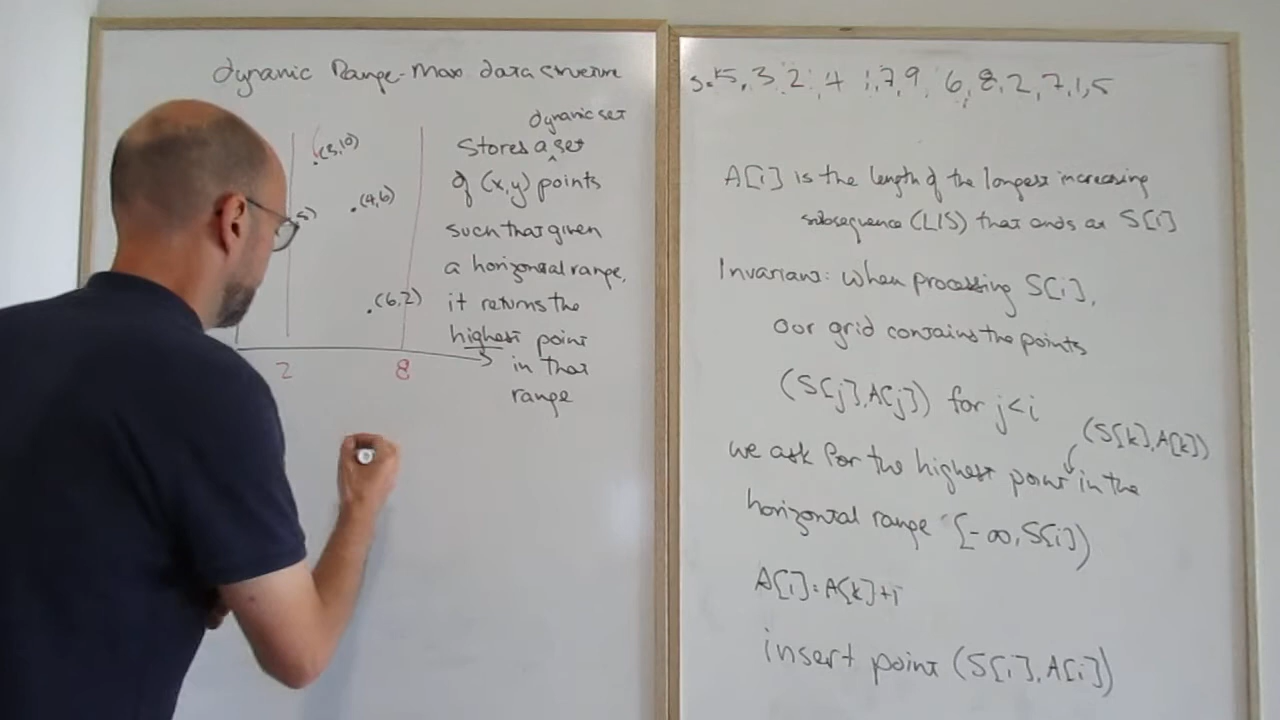 Dynamic Range-Max data structure
dynamic set
Stores a set
of (x,y) points
such that given
a horizontal range,
it returns the
highest point
in that
range
(3,10)
(4,6)
5)
(6,2)
2
8
S: 5, 3, 2, 4, 1, 7, 9, 6, 8, 2, 7, 1, 5
A[i] is the length of the longest increasing
subsequence (LIS) that ends at S[i]
Invariant: when processing S[i],
our grid contains the points
(S[j], A[j]) for j<i
(S[k], A[k])
we ask for the highest point in the
horizontal range [-∞, S[i])
A[i]=A[k]+1
insert point (S[i], A[i])